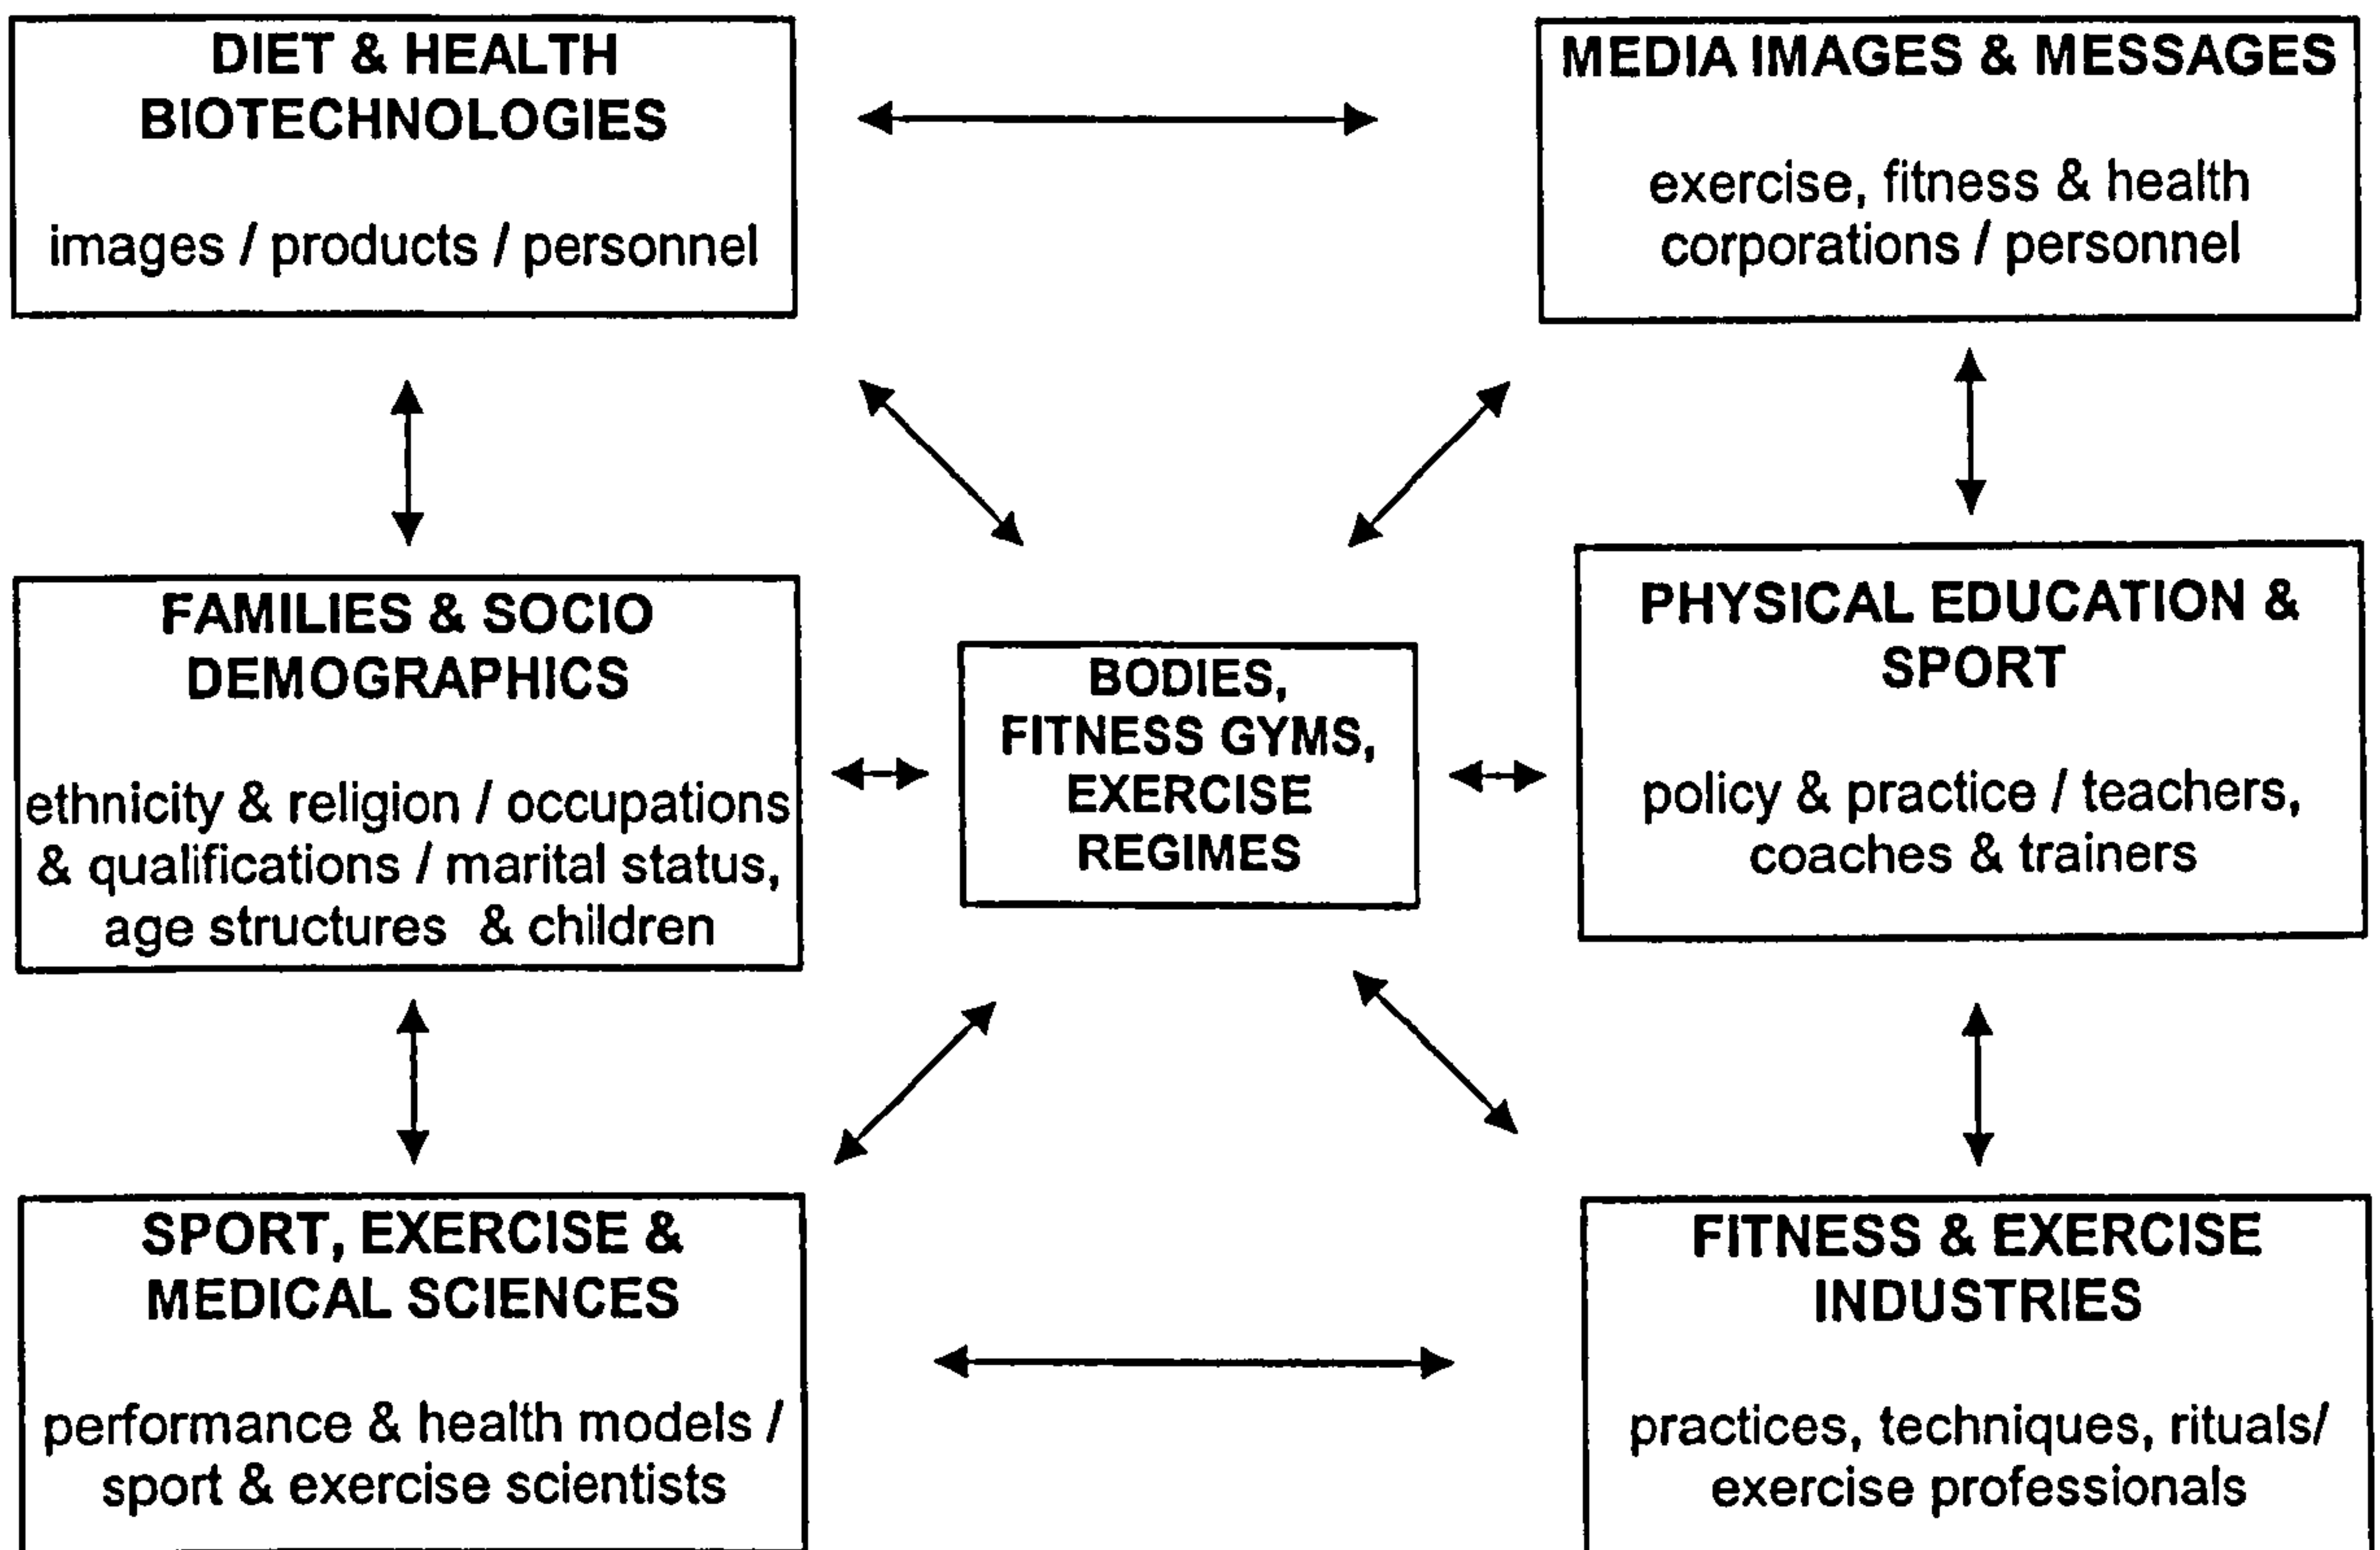 DIET & HEALTH
BIOTECHNOLOGIES
images / products / personnel
MEDIA IMAGES & MESSAGES
exercise, fitness & health
corporations / personnel
FAMILIES & SOCIO
DEMOGRAPHICS
ethnicity & religion / occupations
& qualifications / marital status,
age structures & children
BODIES,
FITNESS GYMS,
EXERCISE
REGIMES
PHYSICAL EDUCATION &
SPORT
policy & practice / teachers,
coaches & trainers
SPORT, EXERCISE &
MEDICAL SCIENCES
performance & health models /
sport & exercise scientists
FITNESS & EXERCISE
INDUSTRIES
practices, techniques, rituals/
exercise professionals